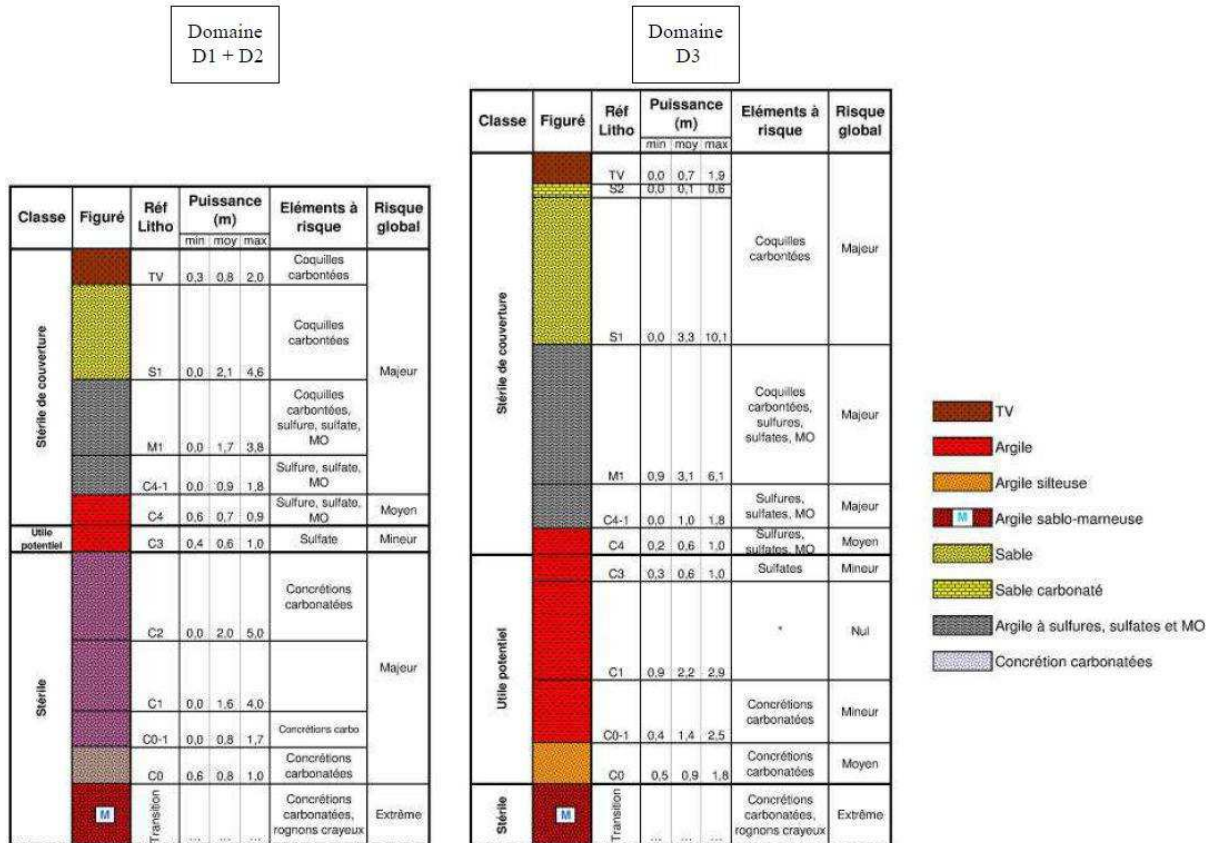 Domaine
D1 + D2
Classe Figuré Réf Litho Puissance (m) Eléments à risque Risque global
min moy max
Stérile de couverture
TV 0,3 0,8 2,0 Coquilles carbontées
S1 0,0 2,1 4,6 Coquilles carbontées
Majeur
M1 0,0 1,7 3,8 Coquilles carbontées, sulfure, sulfate, MO
C4-1 0,0 0,9 1,8 Sulfure, sulfate, MO
C4 0,6 0,7 0,9 Sulfure, sulfate, MO Moyen
Utile potentiel
C3 0,4 0,6 1,0 Sulfate Mineur
Stérile
C2 0,0 2,0 5,0 Concrétions carbonatées
Majeur
C1 0,0 1,6 4,0
C0-1 0,0 0,8 1,7 Concrétions carbo
C0 0,6 0,8 1,0 Concrétions carbonatées
M Transition ... ... ... Concrétions carbonatées, rognons crayeux Extrême
Domaine
D3
Classe Figuré Réf Litho Puissance (m) Eléments à risque Risque global
min moy max
Stérile de couverture
TV 0,0 0,7 1,9
S2 0,0 0,1 0,6
Coquilles carbontées Majeur
S1 0,0 3,3 10,1
M1 0,9 3,1 6,1 Coquilles carbontées, sulfures, sulfates, MO Majeur
C4-1 0,0 1,0 1,8 Sulfures, sulfates, MO Majeur
C4 0,2 0,6 1,0 Sulfures, sulfates, MO Moyen
Utile potentiel
C3 0,3 0,6 1,0 Sulfates Mineur
C1 0,9 2,2 2,9 * Nul
C0-1 0,4 1,4 2,5 Concrétions carbonatées Mineur
C0 0,5 0,9 1,8 Concrétions carbonatées Moyen
Stérile
M Transition ... ... ... Concrétions carbonatées, rognons crayeux Extrême
TV
Argile
Argile silteuse
M Argile sablo-marneuse
Sable
Sable carbonaté
Argile à sulfures, sulfates et MO
Concrétion carbonatées